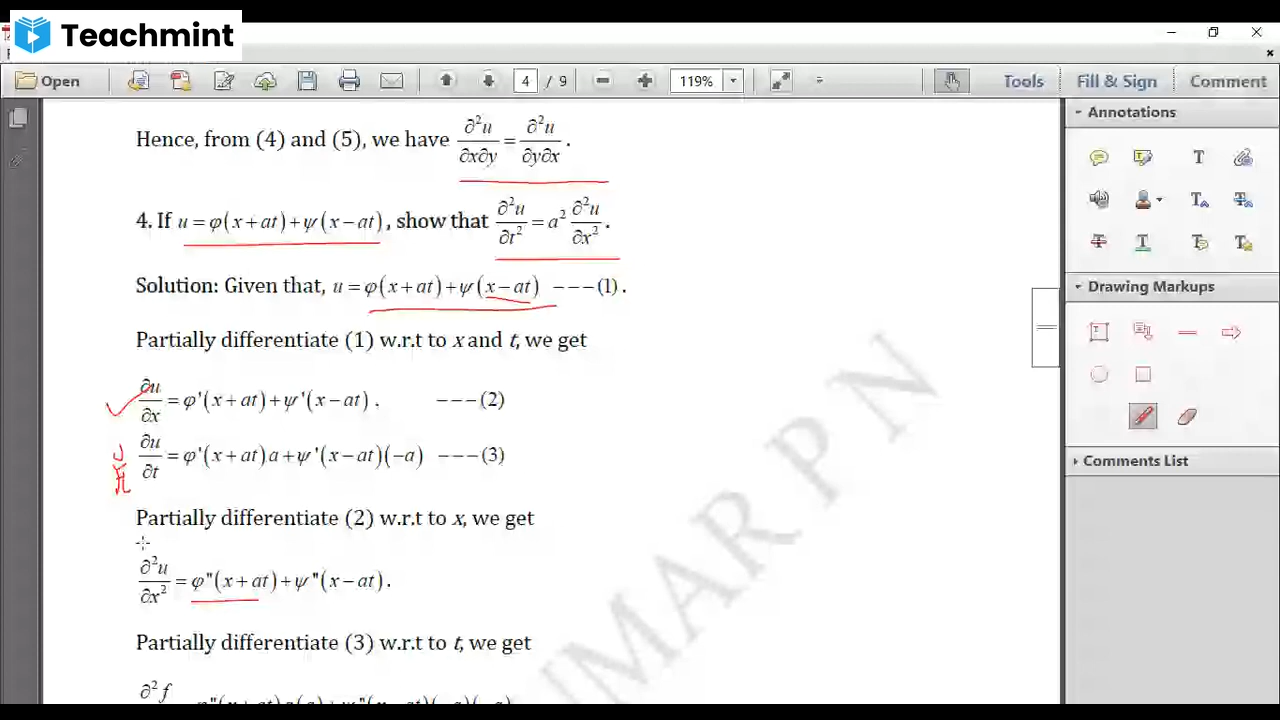 Teachmint
Open
4 / 9
119%
Tools
Fill & Sign
Comment
Hence, from (4) and (5), we have ∂²u/∂x∂y = ∂²u/∂y∂x .
4. If u = φ(x + at) + ψ(x − at), show that ∂²u/∂t² = a² ∂²u/∂x² .
Solution: Given that, u = φ(x + at) + ψ(x − at) −−−(1) .
Partially differentiate (1) w.r.t to x and t, we get
∂u/∂x = φ'(x + at) + ψ'(x − at) . −−−(2)
∂u/∂t = φ'(x + at)a + ψ'(x − at)(−a) −−−(3)
Partially differentiate (2) w.r.t to x, we get
∂²u/∂x² = φ"(x + at) + ψ"(x − at) .
Partially differentiate (3) w.r.t to t, we get
∂²f
UMAR P N
Annotations
Drawing Markups
Comments List